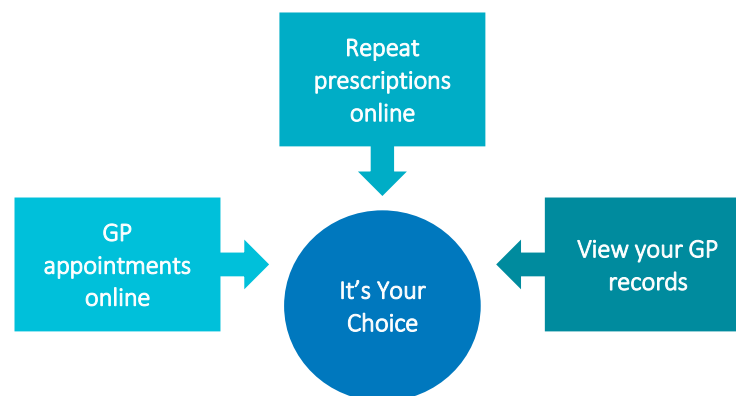 Repeat
prescriptions
online
GP
appointments
online
It’s Your
Choice
View your GP
records